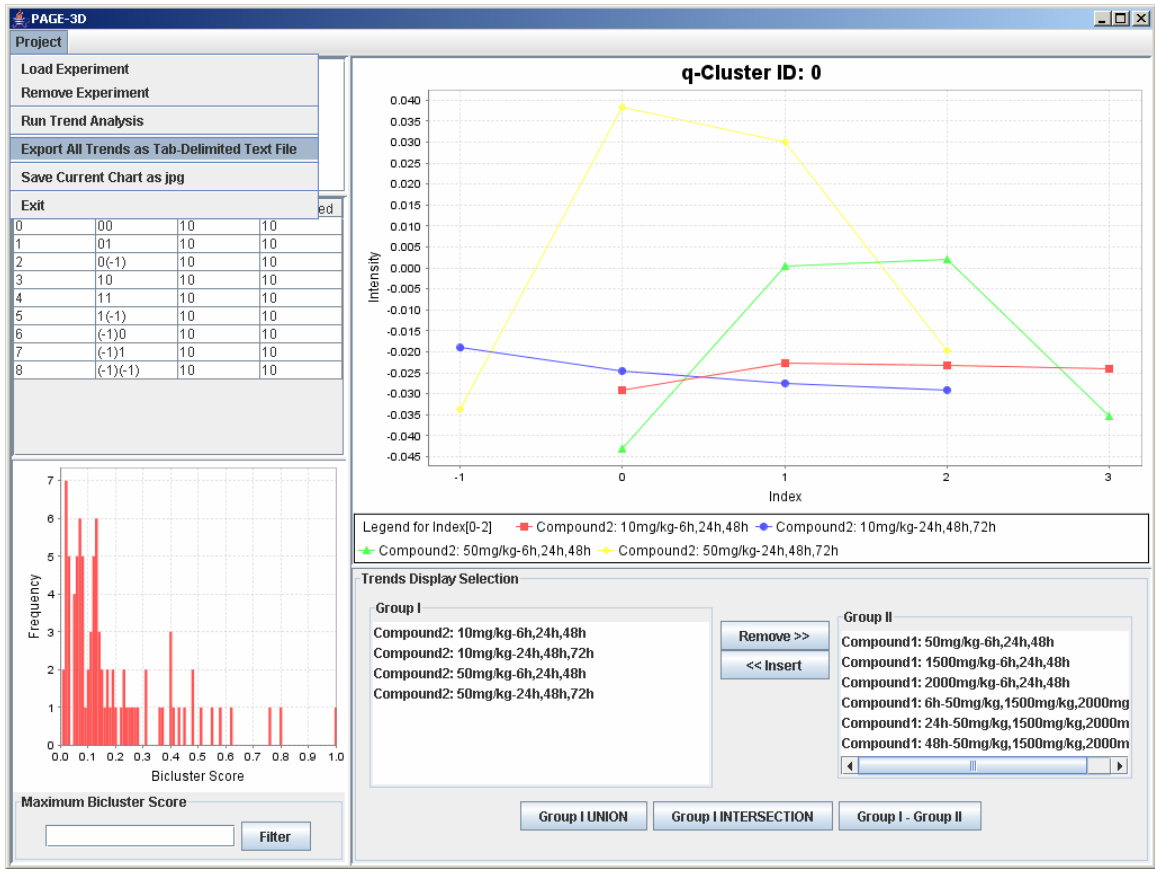 PAGE-3D
Project
Load Experiment
Remove Experiment
Run Trend Analysis
Export All Trends as Tab-Delimited Text File
Save Current Chart as jpg
Exit
ed
0 00 10 10
1 01 10 10
2 0(-1) 10 10
3 10 10 10
4 11 10 10
5 1(-1) 10 10
6 (-1)0 10 10
7 (-1)1 10 10
8 (-1)(-1) 10 10
7
6
5
4
3
2
1
0
Frequency
0.0 0.1 0.2 0.3 0.4 0.5 0.6 0.7 0.8 0.9 1.0
Bicluster Score
Maximum Bicluster Score
Filter
q-Cluster ID: 0
0.040
0.035
0.030
0.025
0.020
0.015
0.010
0.005
0.000
-0.005
-0.010
-0.015
-0.020
-0.025
-0.030
-0.035
-0.040
-0.045
Intensity
-1 0 1 2 3
Index
Legend for Index[0-2] Compound2: 10mg/kg-6h,24h,48h Compound2: 10mg/kg-24h,48h,72h
Compound2: 50mg/kg-6h,24h,48h Compound2: 50mg/kg-24h,48h,72h
Trends Display Selection
Group I
Compound2: 10mg/kg-6h,24h,48h
Compound2: 10mg/kg-24h,48h,72h
Compound2: 50mg/kg-6h,24h,48h
Compound2: 50mg/kg-24h,48h,72h
Remove >>
<< Insert
Group II
Compound1: 50mg/kg-6h,24h,48h
Compound1: 1500mg/kg-6h,24h,48h
Compound1: 2000mg/kg-6h,24h,48h
Compound1: 6h-50mg/kg,1500mg/kg,2000mg
Compound1: 24h-50mg/kg,1500mg/kg,2000m
Compound1: 48h-50mg/kg,1500mg/kg,2000m
Group I UNION
Group I INTERSECTION
Group I - Group II